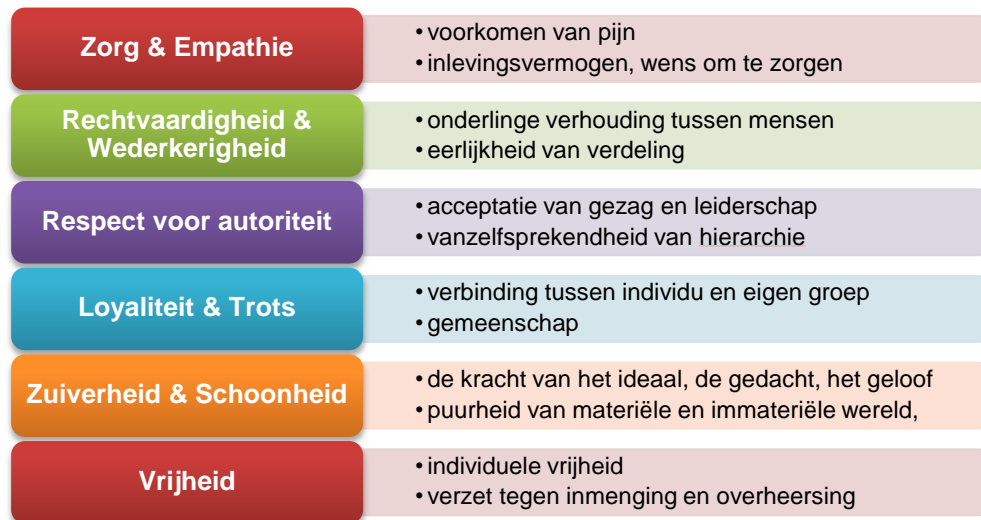 Zorg & Empathie
• voorkomen van pijn
• inlevingsvermogen, wens om te zorgen
Rechtvaardigheid &
Wederkerigheid
• onderlinge verhouding tussen mensen
• eerlijkheid van verdeling
Respect voor autoriteit
• acceptatie van gezag en leiderschap
• vanzelfsprekendheid van hierarchie
Loyaliteit & Trots
• verbinding tussen individu en eigen groep
• gemeenschap
Zuiverheid & Schoonheid
• de kracht van het ideaal, de gedacht, het geloof
• puurheid van materiële en immateriële wereld,
Vrijheid
• individuele vrijheid
• verzet tegen inmenging en overheersing